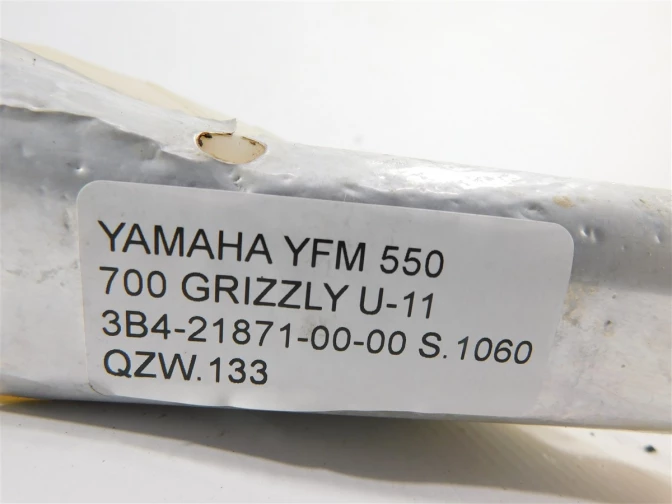 YAMAHA YFM 550
700 GRIZZLY U-11
3B4-21871-00-00 S.1060
QZW.133